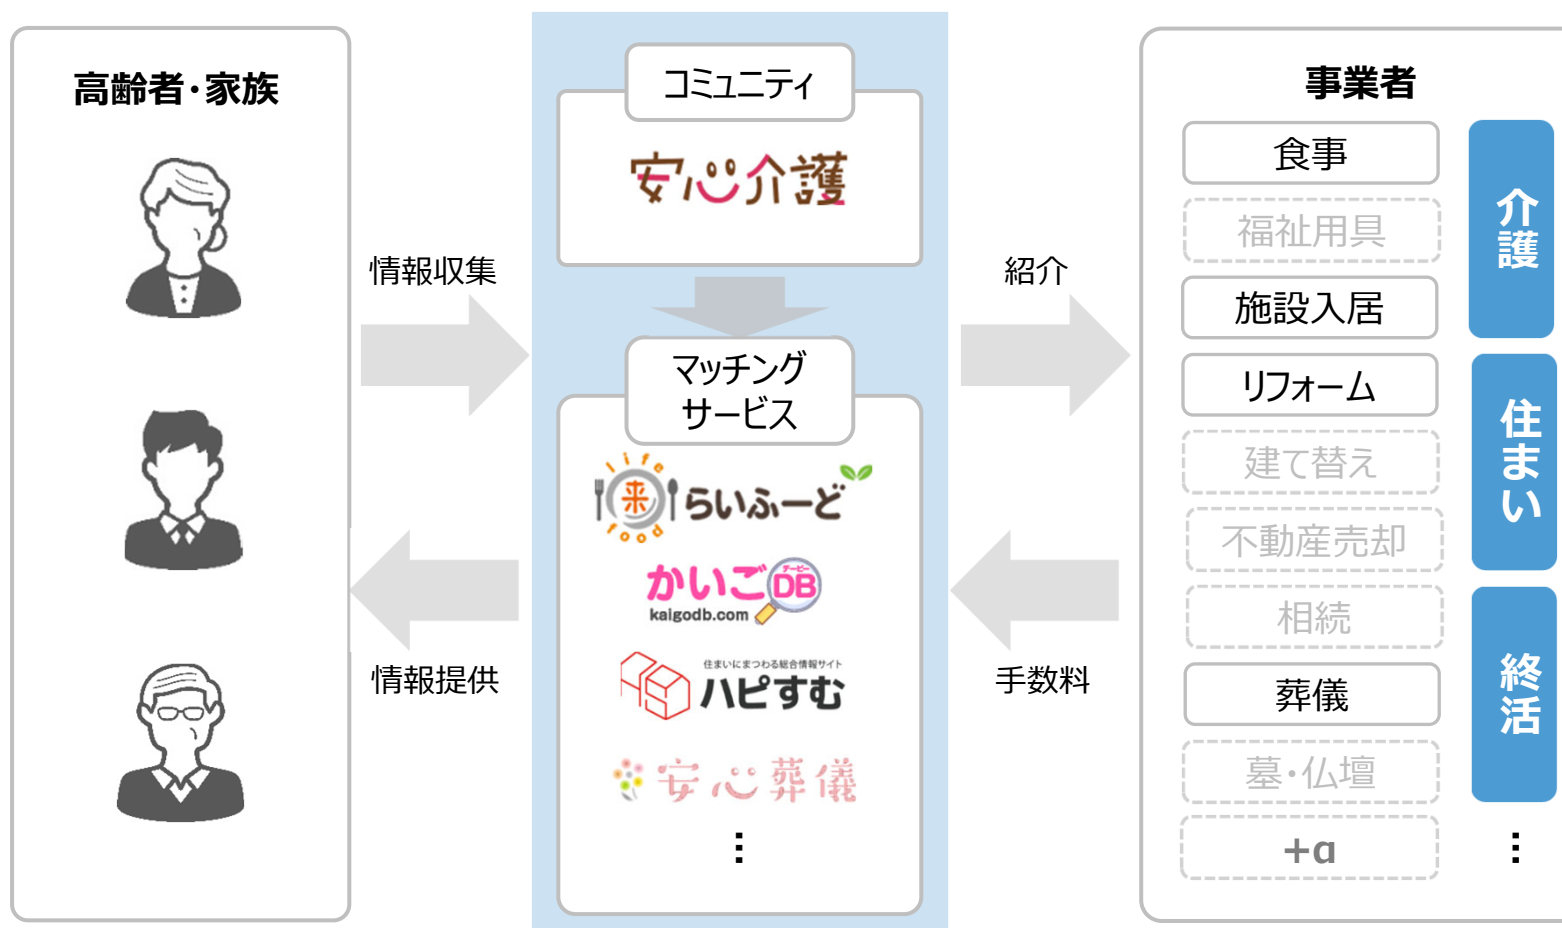 高齢者・家族
情報収集
情報提供
コミュニティ
安心介護
マッチング
サービス
life
来
food
らいふーど
かいごDB
デービー
kaigodb.com
住まいにまつわる総合情報サイト
ハピすむ
安心葬儀
⋮
紹介
手数料
事業者
食事
福祉用具
施設入居
リフォーム
建て替え
不動産売却
相続
葬儀
墓・仏壇
+α
介護
住まい
終活
⋮